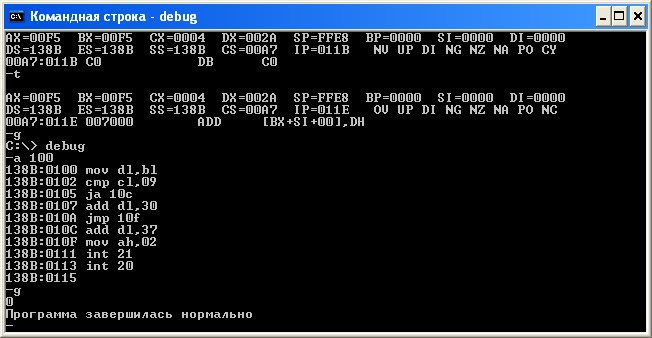 Командная строка - debug
AX=00F5  BX=00F5  CX=0004  DX=002A  SP=FFE8  BP=0000  SI=0000  DI=0000
DS=138B  ES=138B  SS=138B  CS=00A7  IP=011B   NV UP DI NG NZ NA PO CY
00A7:011B C0            DB      C0
-t
AX=00F5  BX=00F5  CX=0004  DX=002A  SP=FFE8  BP=0000  SI=0000  DI=0000
DS=138B  ES=138B  SS=138B  CS=00A7  IP=011E   OV UP DI NG NZ NA PO NC
00A7:011E 007000        ADD     [BX+SI+00],DH
-g
C:\> debug
-a 100
138B:0100 mov dl,bl
138B:0102 cmp cl,09
138B:0105 ja 10c
138B:0107 add dl,30
138B:010A jmp 10f
138B:010C add dl,37
138B:010F mov ah,02
138B:0111 int 21
138B:0113 int 20
138B:0115
-g
0
Программа завершилась нормально
-